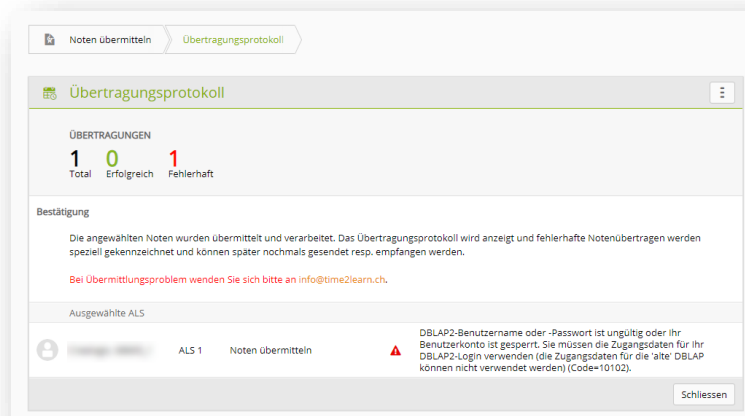 Noten übermitteln Übertragungsprotokoll
Übertragungsprotokoll
ÜBERTRAGUNGEN
1 0 1
Total Erfolgreich Fehlerhaft
Bestätigung
Die angewählten Noten wurden übermittelt und verarbeitet. Das Übertragungsprotokoll wird anzeigt und fehlerhafte Notenübertragen werden
speziell gekennzeichnet und können später nochmals gesendet resp. empfangen werden.
Bei Übermittlungsproblem wenden Sie sich bitte an info@time2learn.ch.
Ausgewählte ALS
ALS 1 Noten übermitteln
DBLAP2-Benutzername oder -Passwort ist ungültig oder Ihr
Benutzerkonto ist gesperrt. Sie müssen die Zugangsdaten für Ihr
DBLAP2-Login verwenden (die Zugangsdaten für die 'alte' DBLAP
können nicht verwendet werden) (Code=10102).
Schliessen